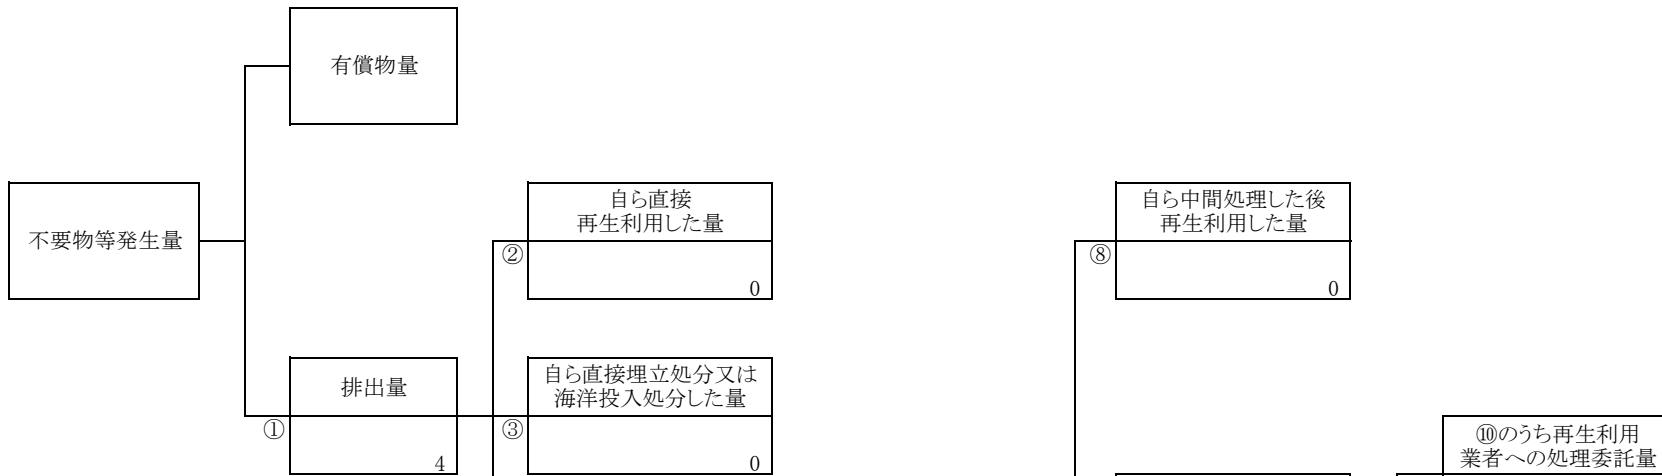 有償物量
不要物等発生量
自ら直接
再生利用した量
②
0
自ら中間処理した後
再生利用した量
⑧
0
排出量
①
4
自ら直接埋立処分又は
海洋投入処分した量
③
0
⑩のうち再生利用
業者への処理委託量